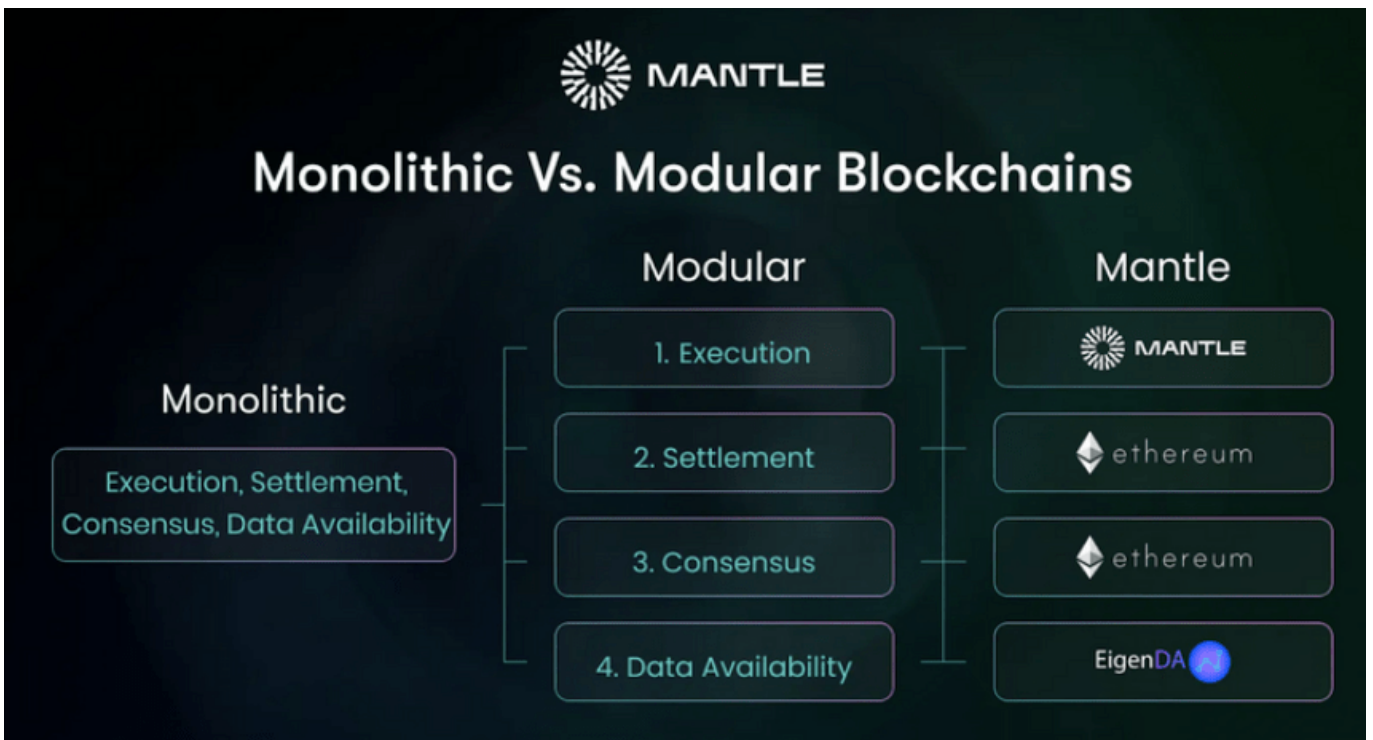 MANTLE
Monolithic Vs. Modular Blockchains
Monolithic
Execution, Settlement,
Consensus, Data Availability
Modular
1. Execution
2. Settlement
3. Consensus
4. Data Availability
Mantle
MANTLE
ethereum
ethereum
EigenDA